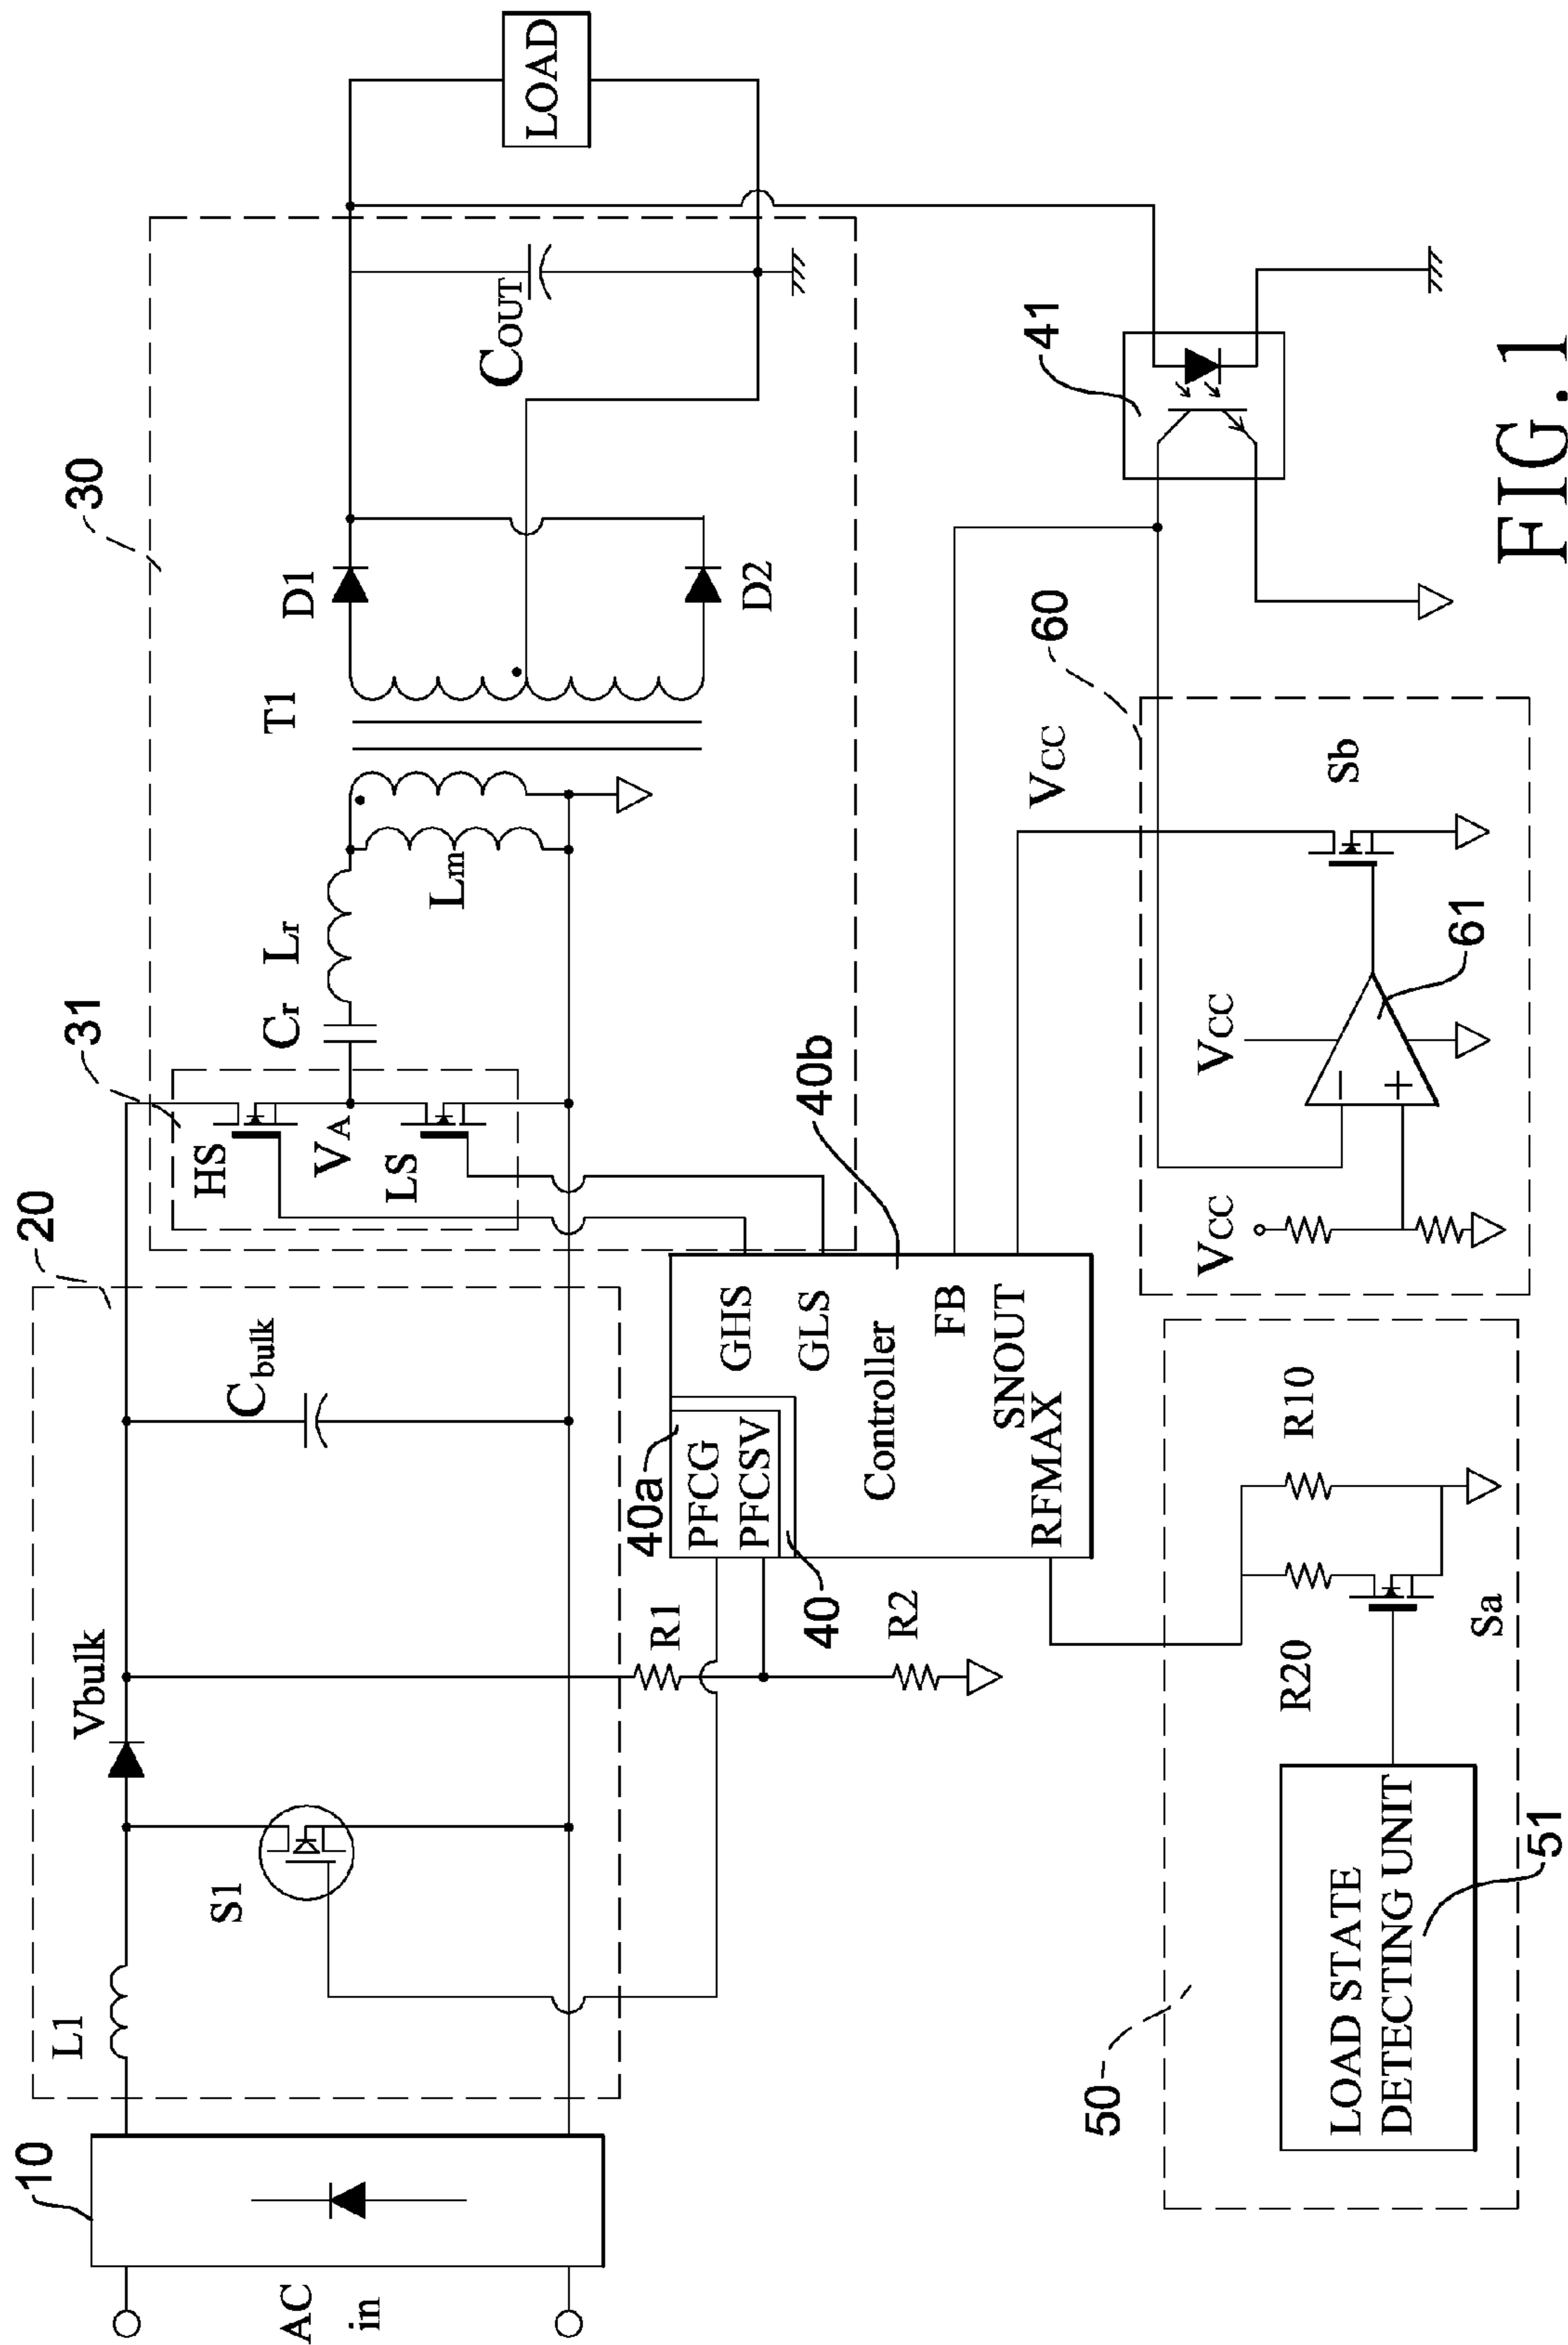 10
AC
in
L1
S1
Vbulk
Cbulk
20
31
HS
VA
LS
Cr
Lr
Lm
30
T1
D1
D2
COUT
LOAD
R1
R2
40a
PFCG
PFCSV
40
GHS
GLS
Controller
FB
SNOUT
RFMAX
40b
41
50
LOAD STATE
DETECTING UNIT
51
R20
R10
Sa
60
VCC
VCC
VCC
−
+
61
Sb
FIG.1